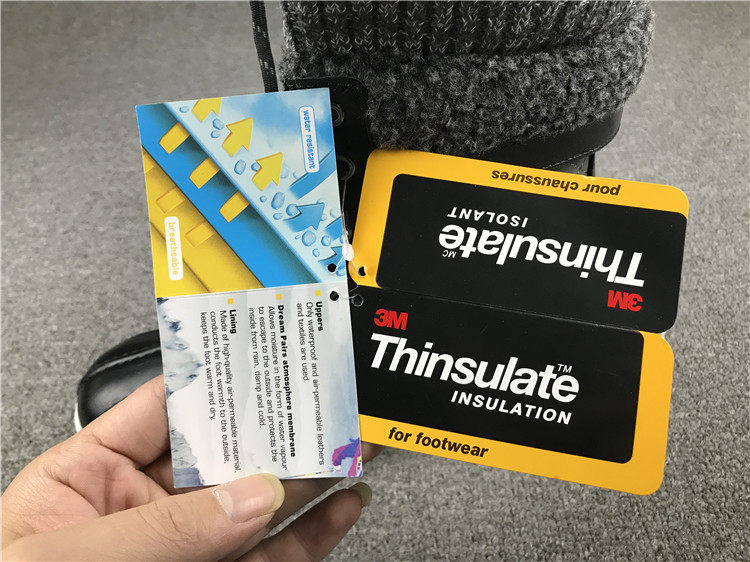 water resistant
breatheable
Uppers
Only waterproof and air-permeable leathers
and textiles are used.
Dream Pairs atmosphere membrane
Allows moisture in the form of water vapour
to escape to the outside and protects the
inside from rain, damp and cold.
Lining
Made of high-quality air-permeable material,
conducts the foot warmth to the outside,
keeps the foot warm and dry.
pour chaussures
3M
Thinsulate MC
ISOLANT
3M
Thinsulate™
INSULATION
for footwear